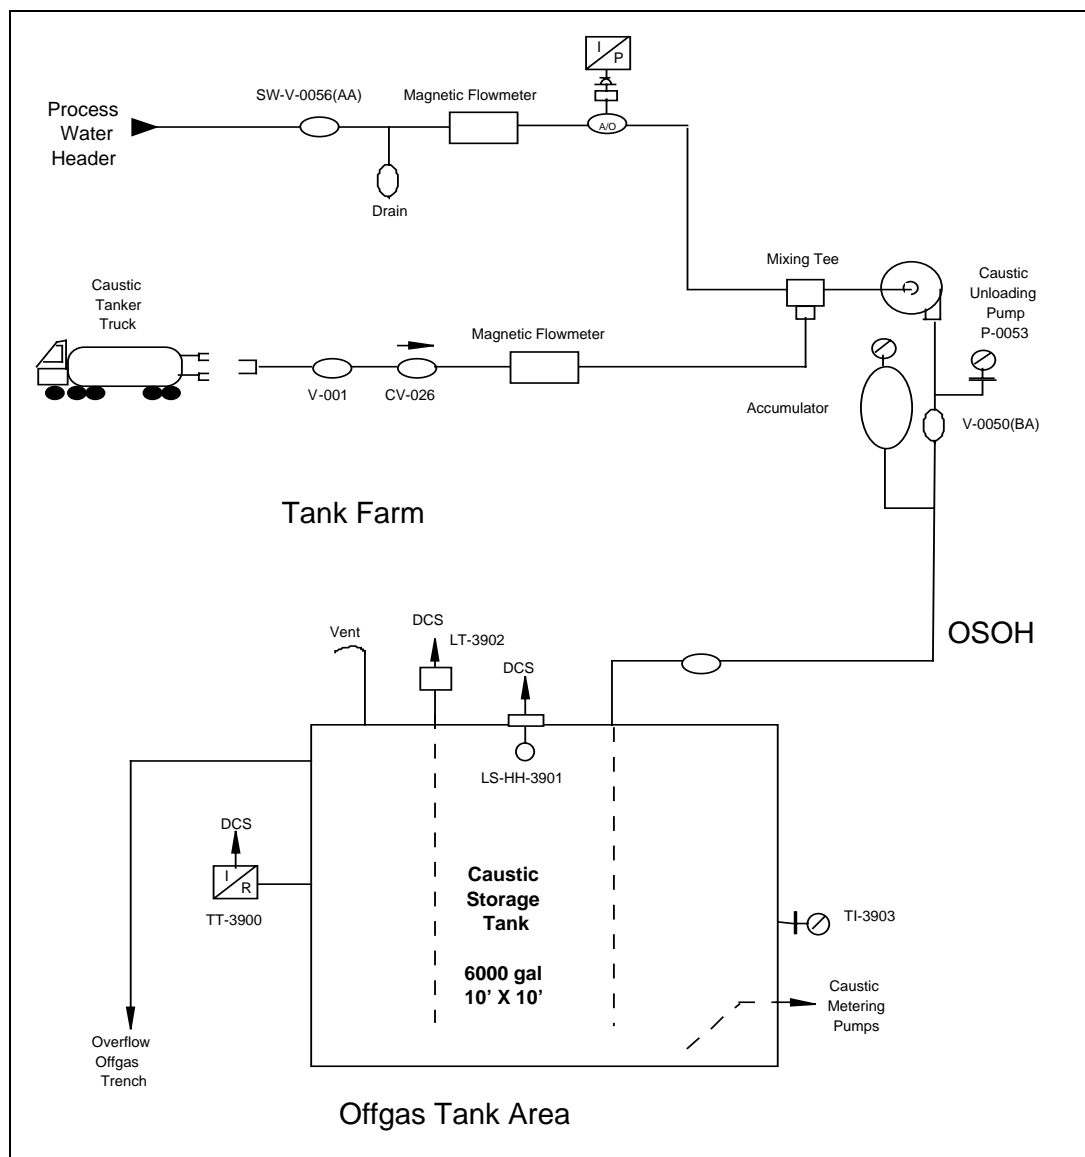 I
P
SW-V-0056(AA)
Magnetic Flowmeter
Process
Water
Header
A/O
Drain
Mixing Tee
Caustic
Unloading
Pump
P-0053
Caustic
Tanker
Truck
Magnetic Flowmeter
V-001
CV-026
Accumulator
V-0050(BA)
Tank Farm
OSOH
Vent
DCS
LT-3902
DCS
LS-HH-3901
DCS
I
R
TT-3900
Caustic
Storage
Tank
6000 gal
10’ X 10’
TI-3903
Caustic
Metering
Pumps
Overflow
Offgas
Trench
Offgas Tank Area